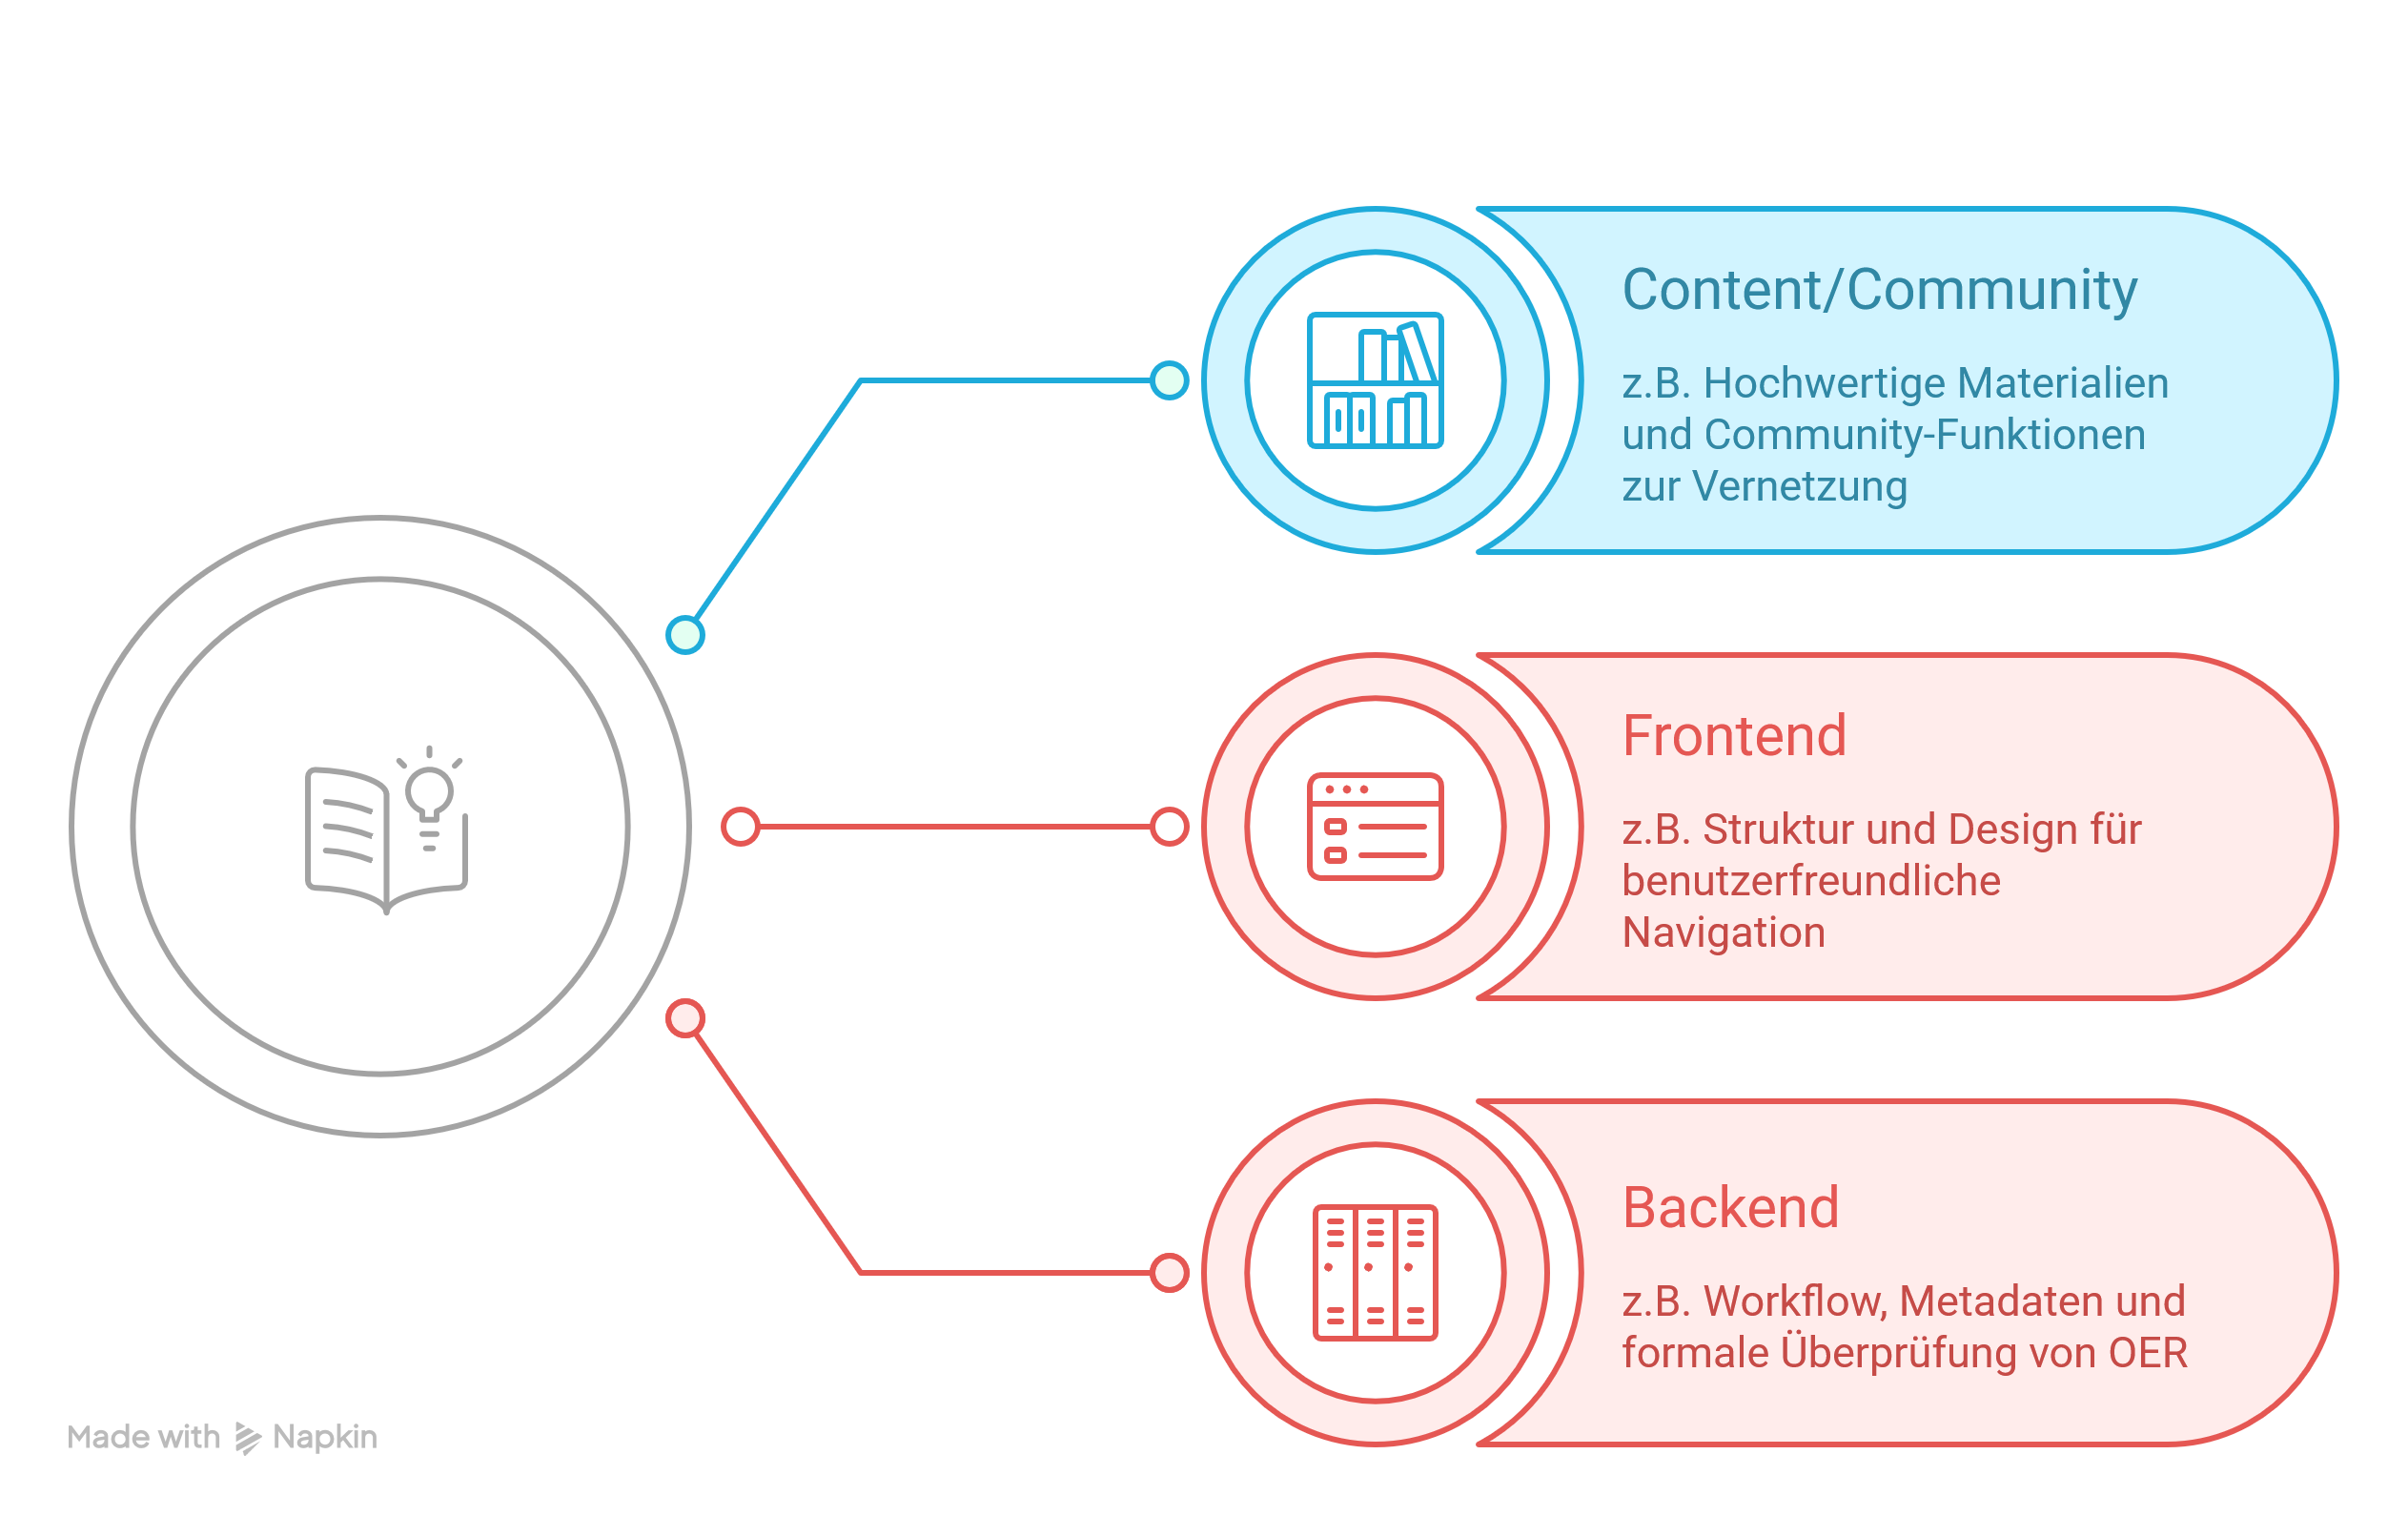 Content/Community
z.B. Hochwertige Materialien
und Community-Funktionen
zur Vernetzung
Frontend
z.B. Struktur und Design für
benutzerfreundliche
Navigation
Backend
z.B. Workflow, Metadaten und
formale Überprüfung von OER
Made with Napkin